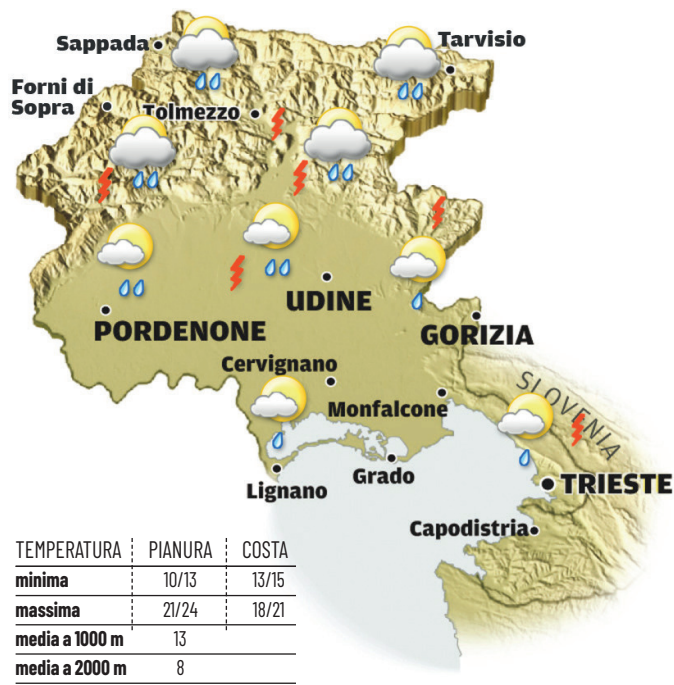 Sappada
Tarvisio
Forni di
Sopra
Tolmezzo
UDINE
PORDENONE
GORIZIA
Cervignano
SLOVENIA
Monfalcone
Grado
Lignano
TRIESTE
Capodistria
TEMPERATURA PIANURA COSTA
minima 10/13 13/15
massima 21/24 18/21
media a 1000 m 13
media a 2000 m 8